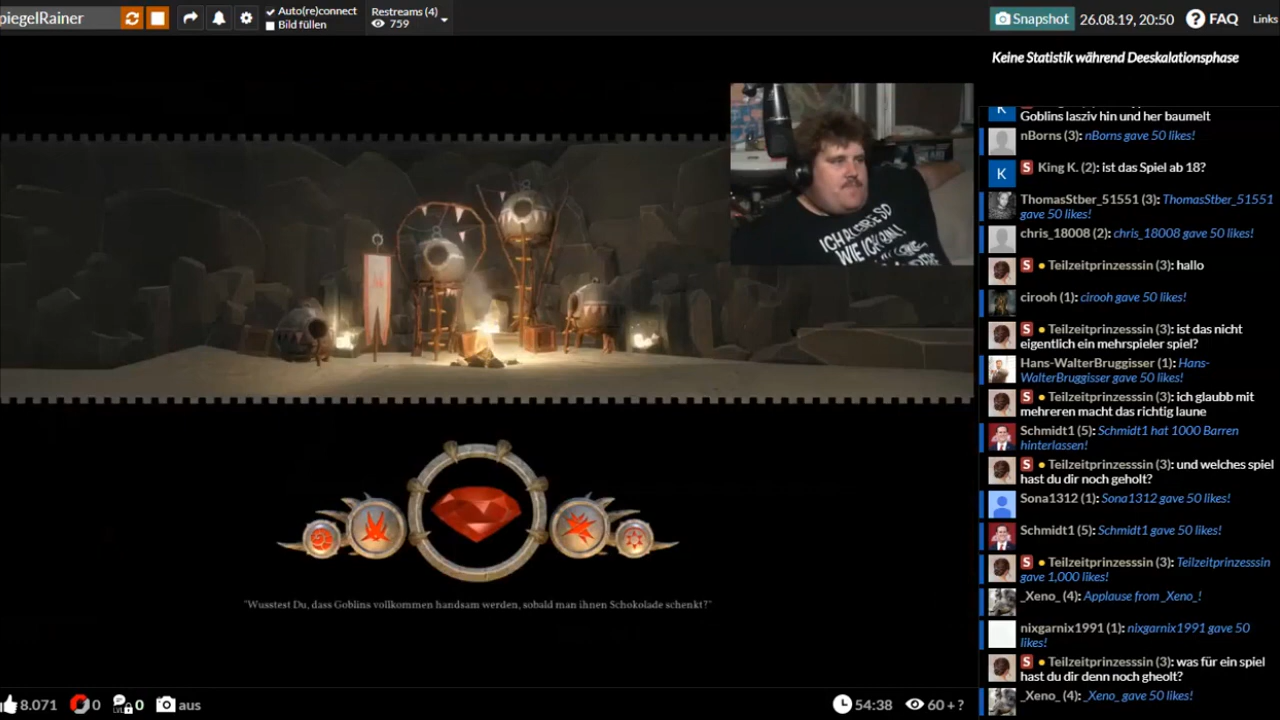 piegelRainer
Auto(re)connect
Bild füllen
Restreams (4)
759
Snapshot
26.08.19, 20:50
FAQ
Links
Keine Statistik während Deeskalationsphase
ICH BLEIBE SO
WIE ICH BIN!
K
Goblins lasziv hin und her baumelt
nBorns (3): nBorns gave 50 likes!
K
S King K. (2): ist das Spiel ab 18?
ThomasStber_51551 (3): ThomasStber_51551
gave 50 likes!
chris_18008 (2): chris_18008 gave 50 likes!
S Teilzeitprinzesssin (3): hallo
cirooh (1): cirooh gave 50 likes!
S Teilzeitprinzesssin (3): ist das nicht
eigentlich ein mehrspieler spiel?
Hans-WalterBruggisser (1): Hans-
WalterBruggisser gave 50 likes!
S Teilzeitprinzesssin (3): ich glaubb mit
mehreren macht das richtig laune
Schmidt1 (5): Schmidt1 hat 1000 Barren
hinterlassen!
S Teilzeitprinzesssin (3): und welches spiel
hast du dir noch geholt?
Sona1312 (1): Sona1312 gave 50 likes!
Schmidt1 (5): Schmidt1 gave 50 likes!
S Teilzeitprinzesssin (3): Teilzeitprinzesssin
gave 1,000 likes!
_Xeno_ (4): Applause from _Xeno_!
nixgarnix1991 (1): nixgarnix1991 gave 50
likes!
S Teilzeitprinzesssin (3): was für ein spiel
hast du dir denn noch gheolt?
_Xeno_ (4): _Xeno_ gave 50 likes!
"Wusstest Du, dass Goblins vollkommen handsam werden, sobald man ihnen Schokolade schenkt?"
8.071
0
0
aus
54:38
60 + ?